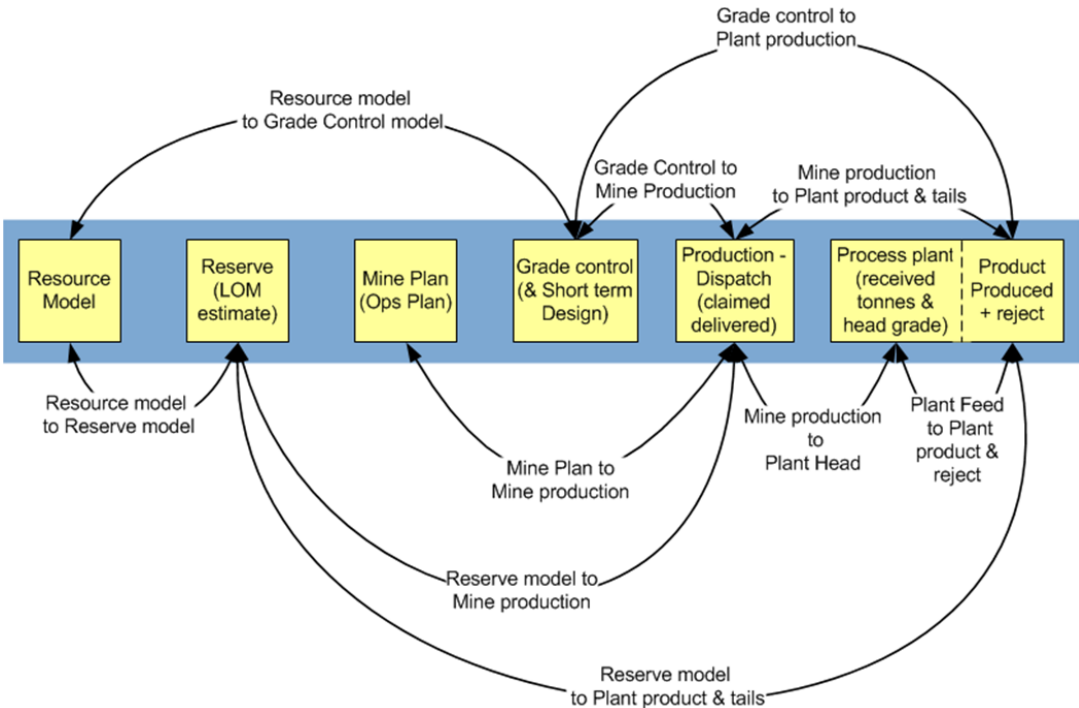 Grade control to
Plant production
Resource model
to Grade Control model
Grade Control to
Mine Production
Mine production
to Plant product & tails
Resource
Model
Reserve
(LOM
estimate)
Mine Plan
(Ops Plan)
Grade control
(& Short term
Design)
Production -
Dispatch
(claimed
delivered)
Process plant
(received
tonnes &
head grade)
Product
Produced
+ reject
Resource model
to Reserve model
Mine Plan to
Mine production
Mine production
to
Plant Head
Plant Feed
to Plant
product &
reject
Reserve model to
Mine production
Reserve model
to Plant product & tails